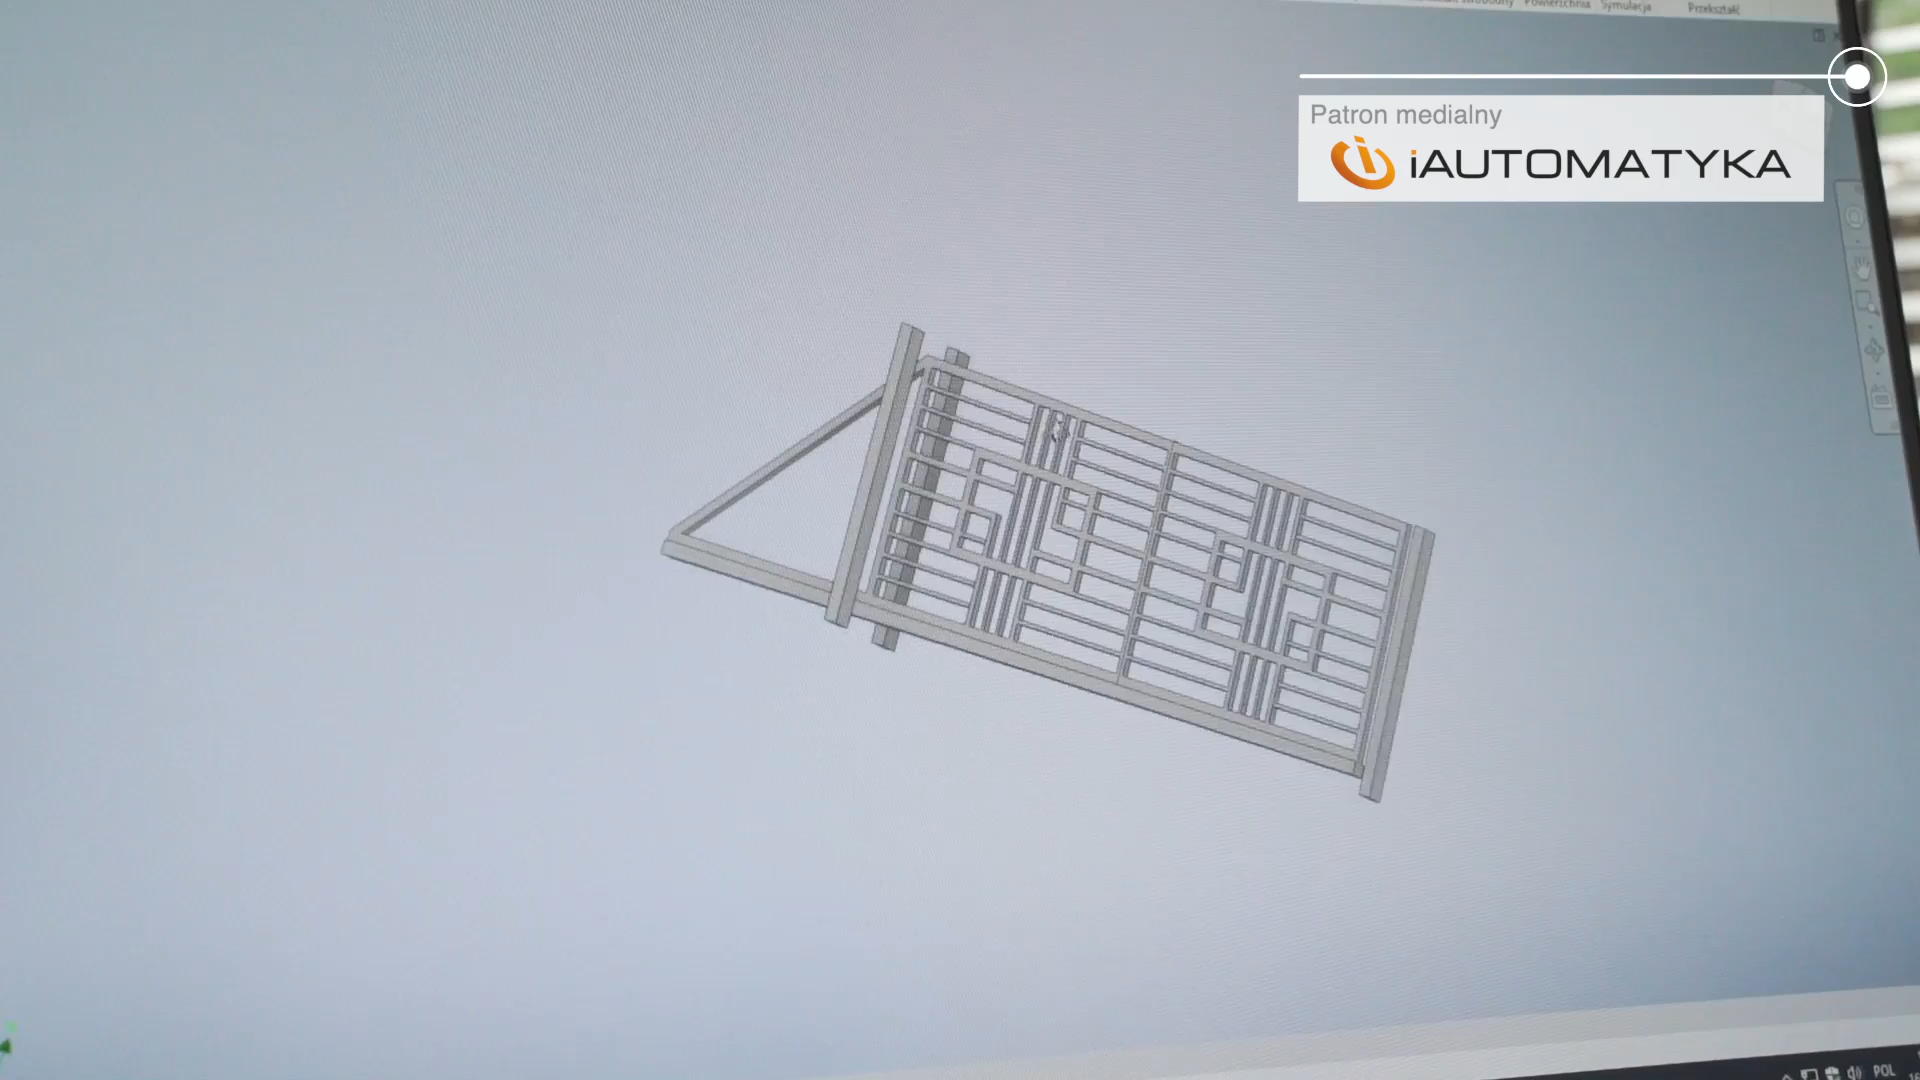 Powierzchnia Symulacja Przekształć
Patron medialny
iAUTOMATYKA
POL